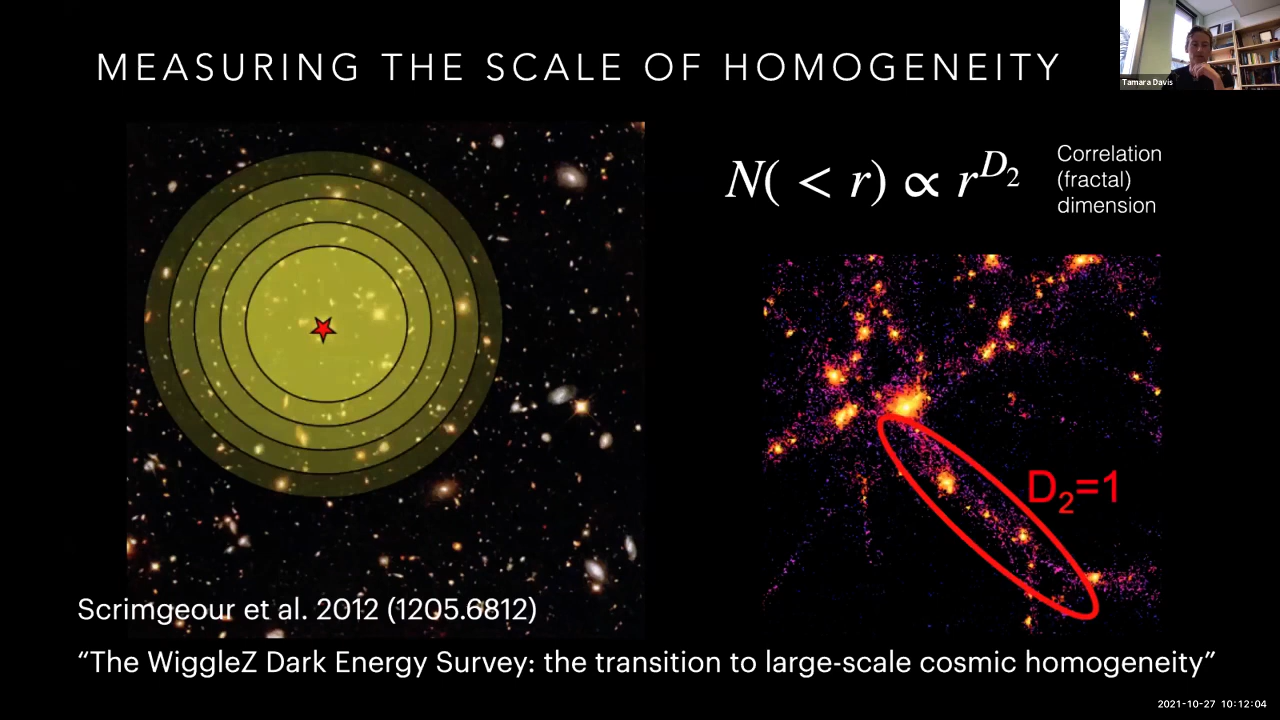 MEASURING THE SCALE OF HOMOGENEITY
Tamara Davis
N( < r) ∝ r^{D_2}
Correlation
(fractal)
dimension
D₂=1
Scrimgeour et al. 2012 (1205.6812)
“The WiggleZ Dark Energy Survey: the transition to large-scale cosmic homogeneity”
2021-10-27 10:12:04